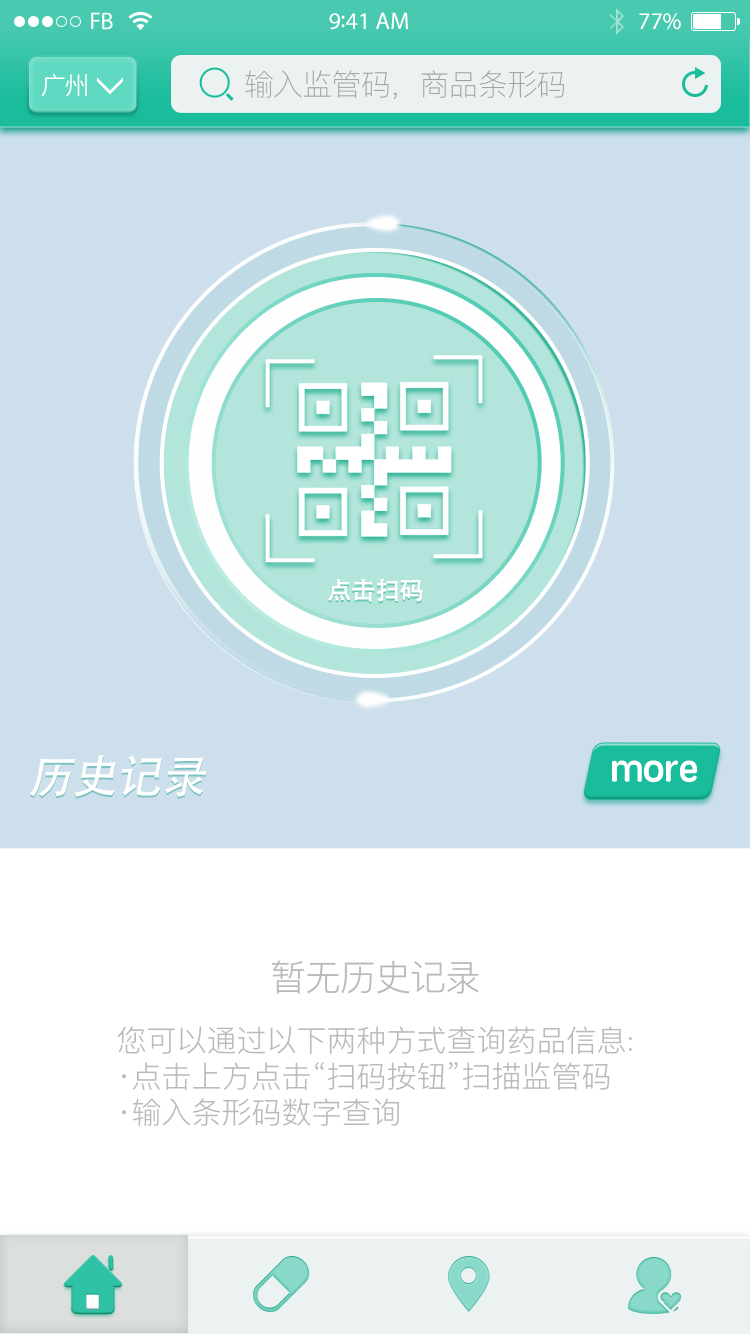 FB 9:41 AM 77%
广州 输入监管码，商品条形码
点击扫码
历史记录 more
暂无历史记录
您可以通过以下两种方式查询药品信息:
·点击上方点击“扫码按钮”扫描监管码
·输入条形码数字查询